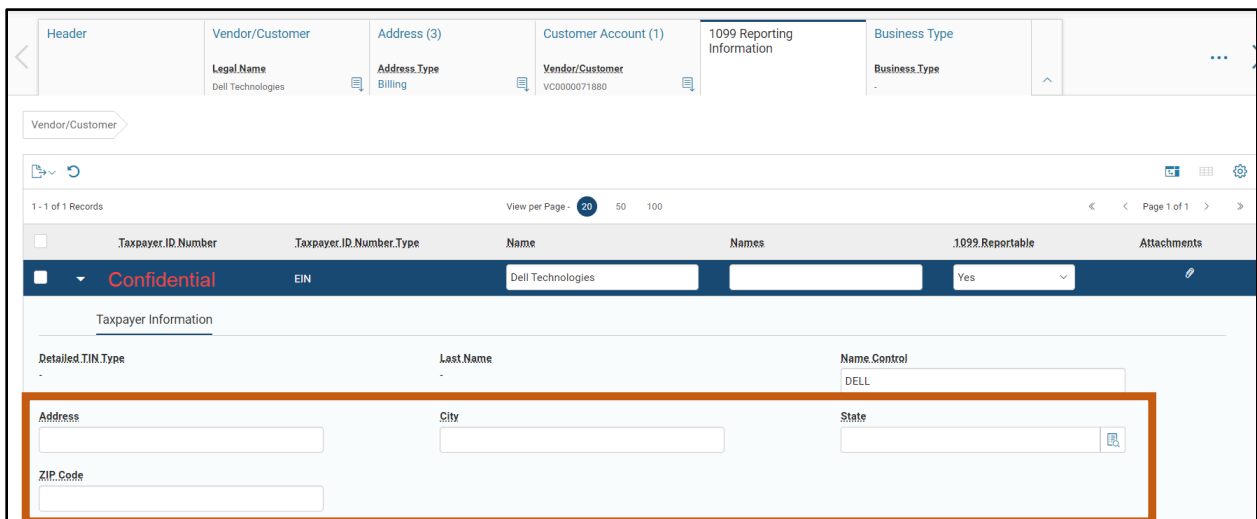 Header
Vendor/Customer
Address (3)
Customer Account (1)
1099 Reporting
Information
Business Type
Legal Name
Address Type
Vendor/Customer
Business Type
Dell Technologies
Billing
VC0000071880
-
...
Vendor/Customer
1 - 1 of 1 Records
View per Page - 20 50 100
« < Page 1 of 1 > »
Taxpayer ID Number
Taxpayer ID Number Type
Name
Names
1099 Reportable
Attachments
Confidential
EIN
Dell Technologies
Yes
Taxpayer Information
Detailed TIN Type
Last Name
Name Control
-
-
DELL
Address
City
State
ZIP Code